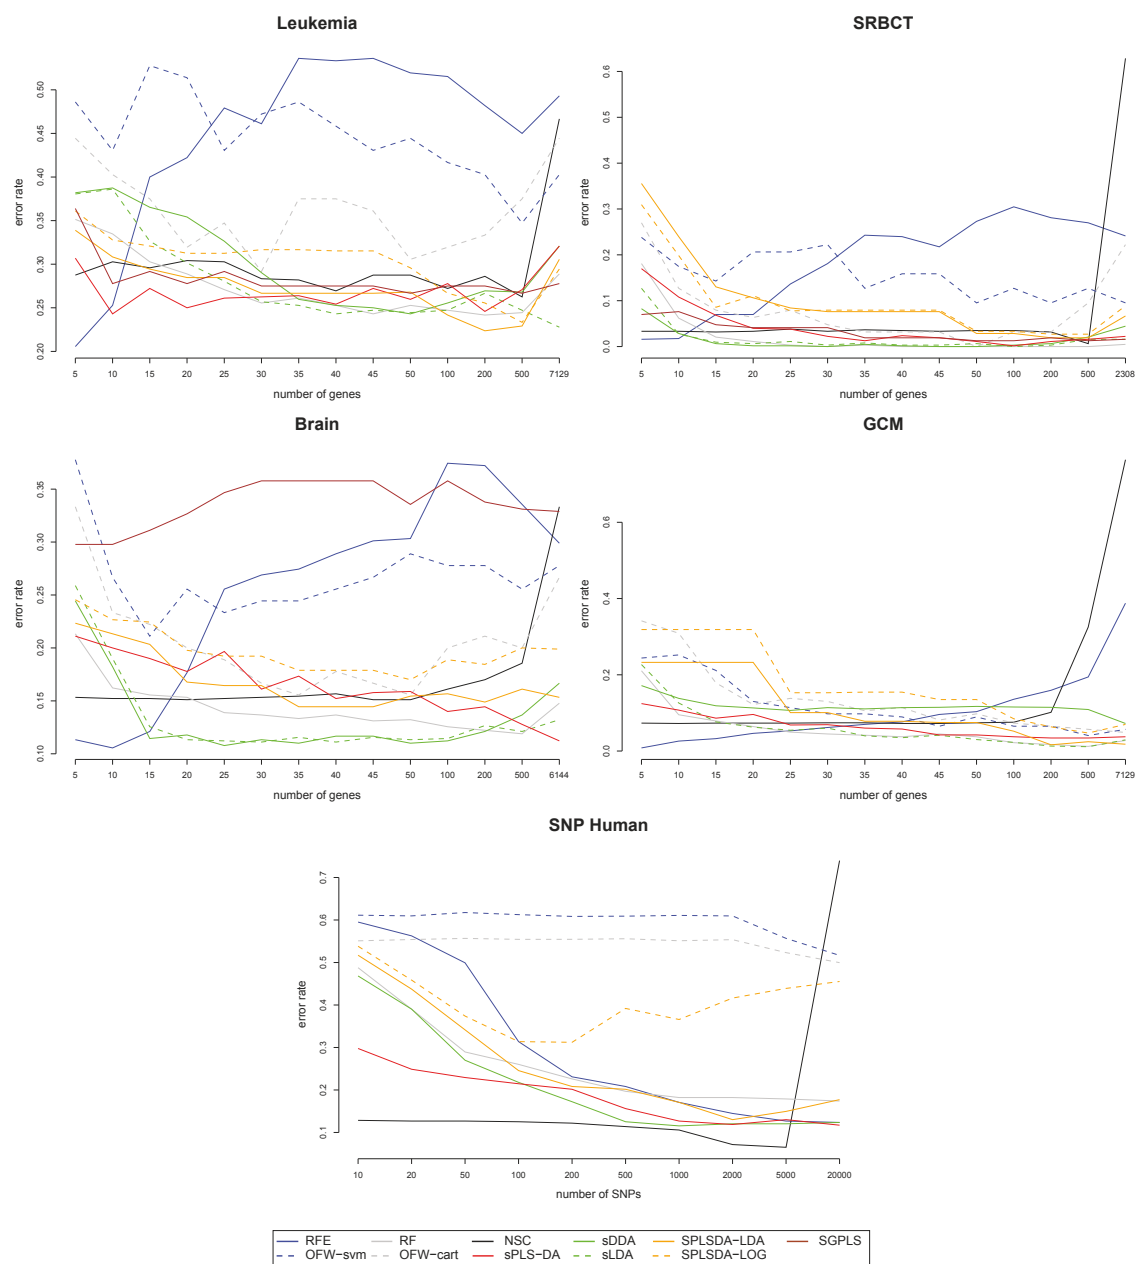 Leukemia
SRBCT
error rate
0.20
0.25
0.30
0.35
0.40
0.45
0.50
5 10 15 20 25 30 35 40 45 50 100 200 500 7129
number of genes
error rate
0.0
0.1
0.2
0.3
0.4
0.5
0.6
5 10 15 20 25 30 35 40 45 50 100 200 500 2308
number of genes
Brain
GCM
error rate
0.10
0.15
0.20
0.25
0.30
0.35
5 10 15 20 25 30 35 40 45 50 100 200 500 6144
number of genes
error rate
0.0
0.2
0.4
0.6
5 10 15 20 25 30 35 40 45 50 100 200 500 7129
number of genes
SNP Human
error rate
0.1
0.2
0.3
0.4
0.5
0.6
0.7
10 20 50 100 200 500 1000 2000 5000 20000
number of SNPs
RFE RF NSC sDDA SPLSDA−LDA SGPLS
OFW−svm OFW−cart sPLS−DA sLDA SPLSDA−LOG